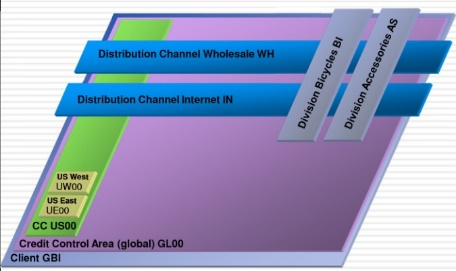 Distribution Channel Wholesale WH
Distribution Channel Internet IN
Division Bicycles BI
Division Accessories AS
US West
UW00
US East
UE00
CC US00
Credit Control Area (global) GL00
Client GBI